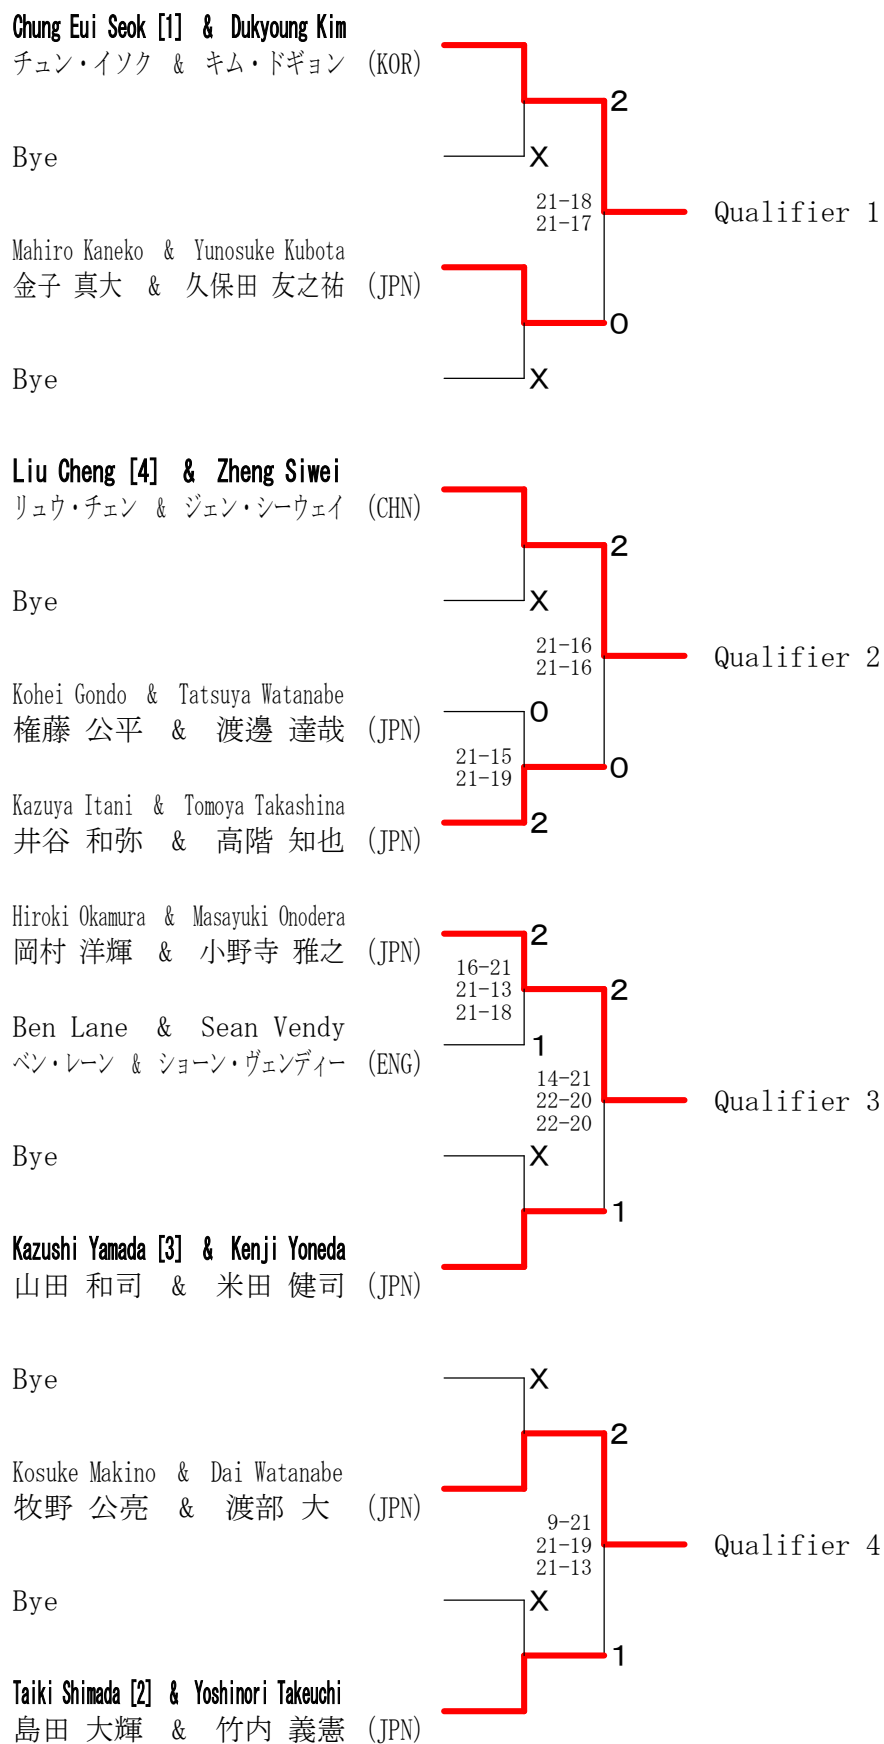 Chung Eui Seok [1] & Dukyoung Kim
チュン・イソク & キム・ドギョン (KOR)
2
Bye
X
21-18
21-17
Qualifier 1
Mahiro Kaneko & Yunosuke Kubota
金子 真大 & 久保田 友之祐 (JPN)
0
Bye
X
Liu Cheng [4] & Zheng Siwei
リュウ・チェン & ジェン・シーウェイ (CHN)
2
Bye
X
21-16
21-16
Qualifier 2
Kohei Gondo & Tatsuya Watanabe
0
権藤 公平 & 渡邊 達哉 (JPN)
21-15
21-19
0
Kazuya Itani & Tomoya Takashina
2
井谷 和弥 & 高階 知也 (JPN)
Hiroki Okamura & Masayuki Onodera
2
岡村 洋輝 & 小野寺 雅之 (JPN)
16-21
21-13
21-18
2
Ben Lane & Sean Vendy
1
ベン・レーン & ショーン・ヴェンディー (ENG)
14-21
22-20
22-20
Qualifier 3
Bye
X
1
Kazushi Yamada [3] & Kenji Yoneda
山田 和司 & 米田 健司 (JPN)
Bye
X
2
Kosuke Makino & Dai Watanabe
牧野 公亮 & 渡部 大 (JPN)
9-21
21-19
21-13
Qualifier 4
Bye
X
1
Taiki Shimada [2] & Yoshinori Takeuchi
島田 大輝 & 竹内 義憲 (JPN)